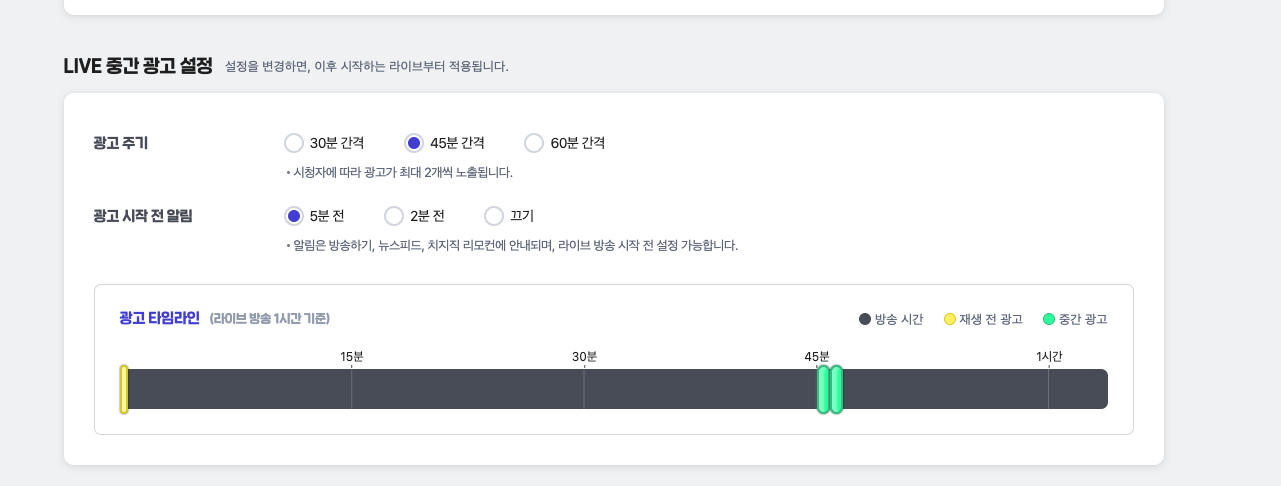 LIVE 중간 광고 설정 설정을 변경하면, 이후 시작하는 라이브부터 적용됩니다.
광고 주기 30분 간격 45분 간격 60분 간격
• 시청자에 따라 광고가 최대 2개씩 노출됩니다.
광고 시작 전 알림 5분 전 2분 전 끄기
• 알림은 방송하기, 뉴스피드, 치지직 리모컨에 안내되며, 라이브 방송 시작 전 설정 가능합니다.
광고 타임라인 (라이브 방송 1시간 기준) 방송 시간 재생 전 광고 중간 광고
15분 30분 45분 1시간